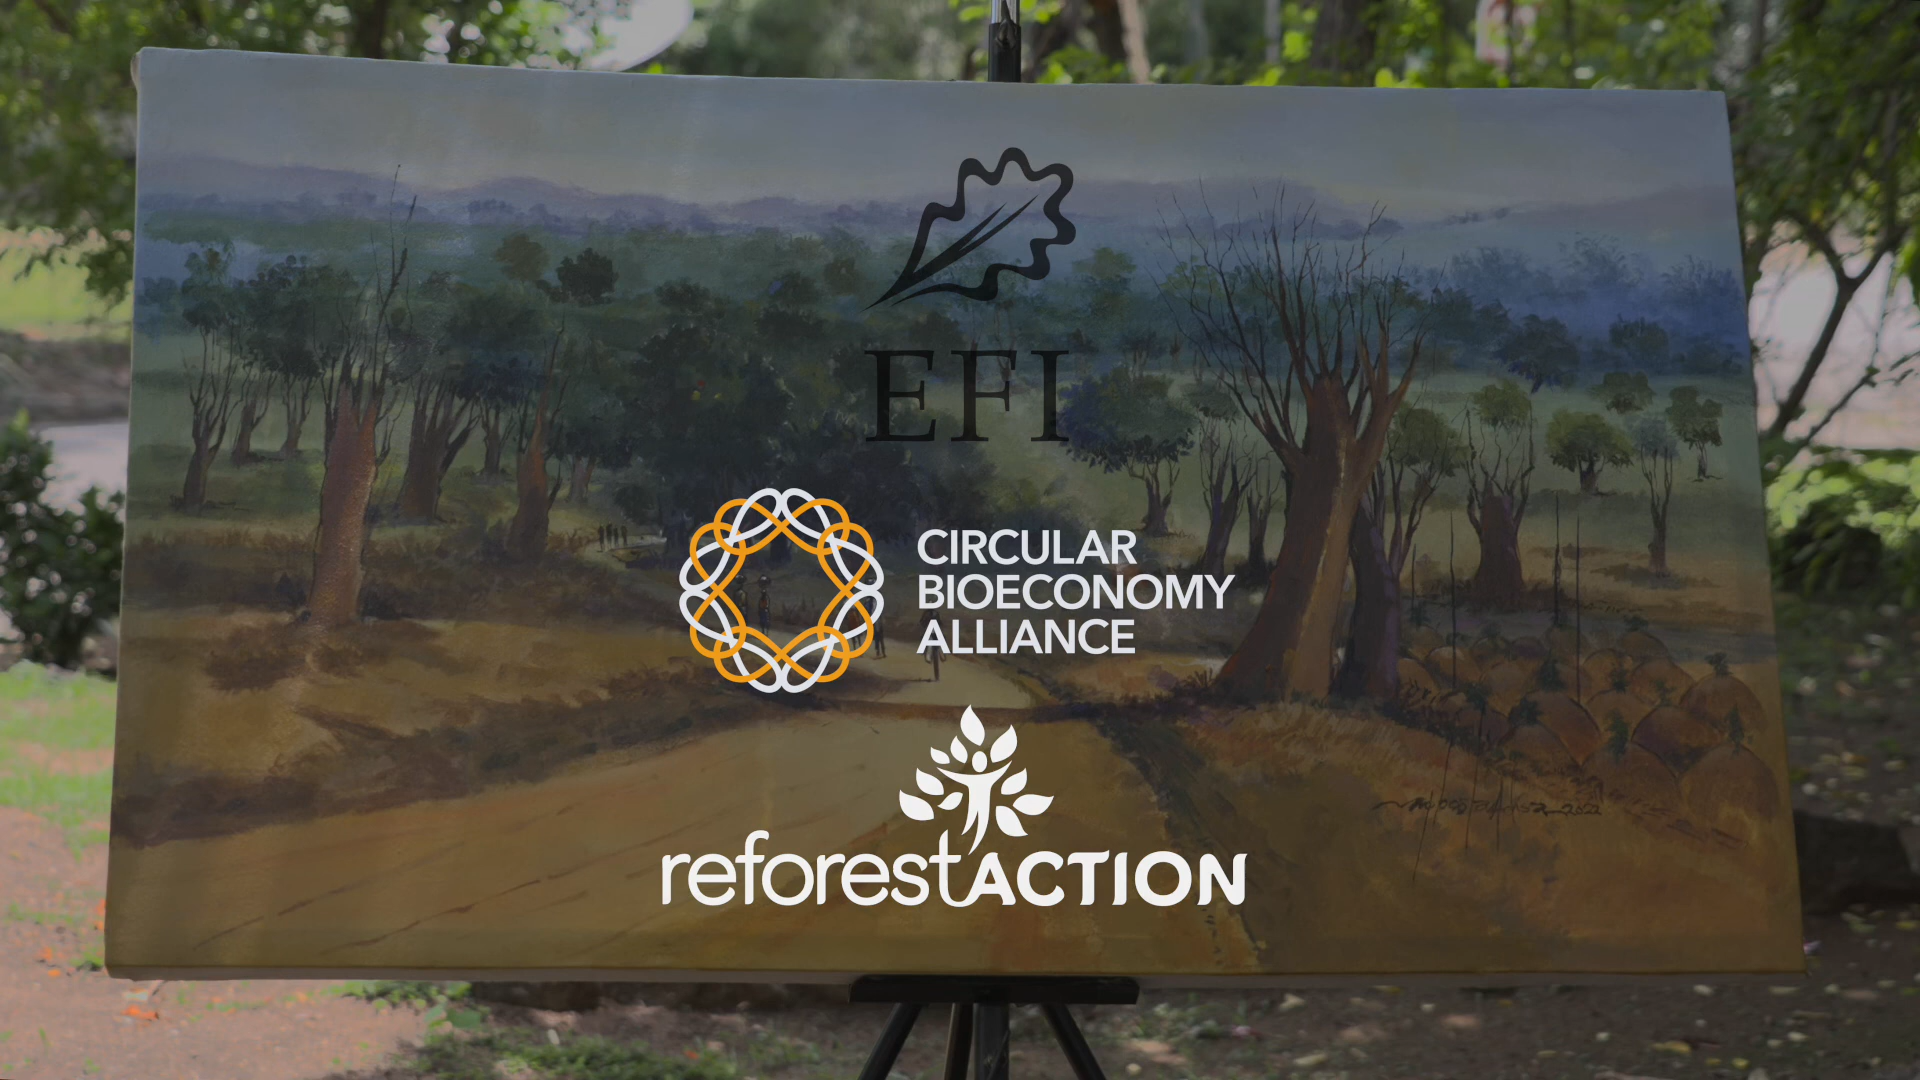 EFI
CIRCULAR
BIOECONOMY
ALLIANCE
reforestACTION